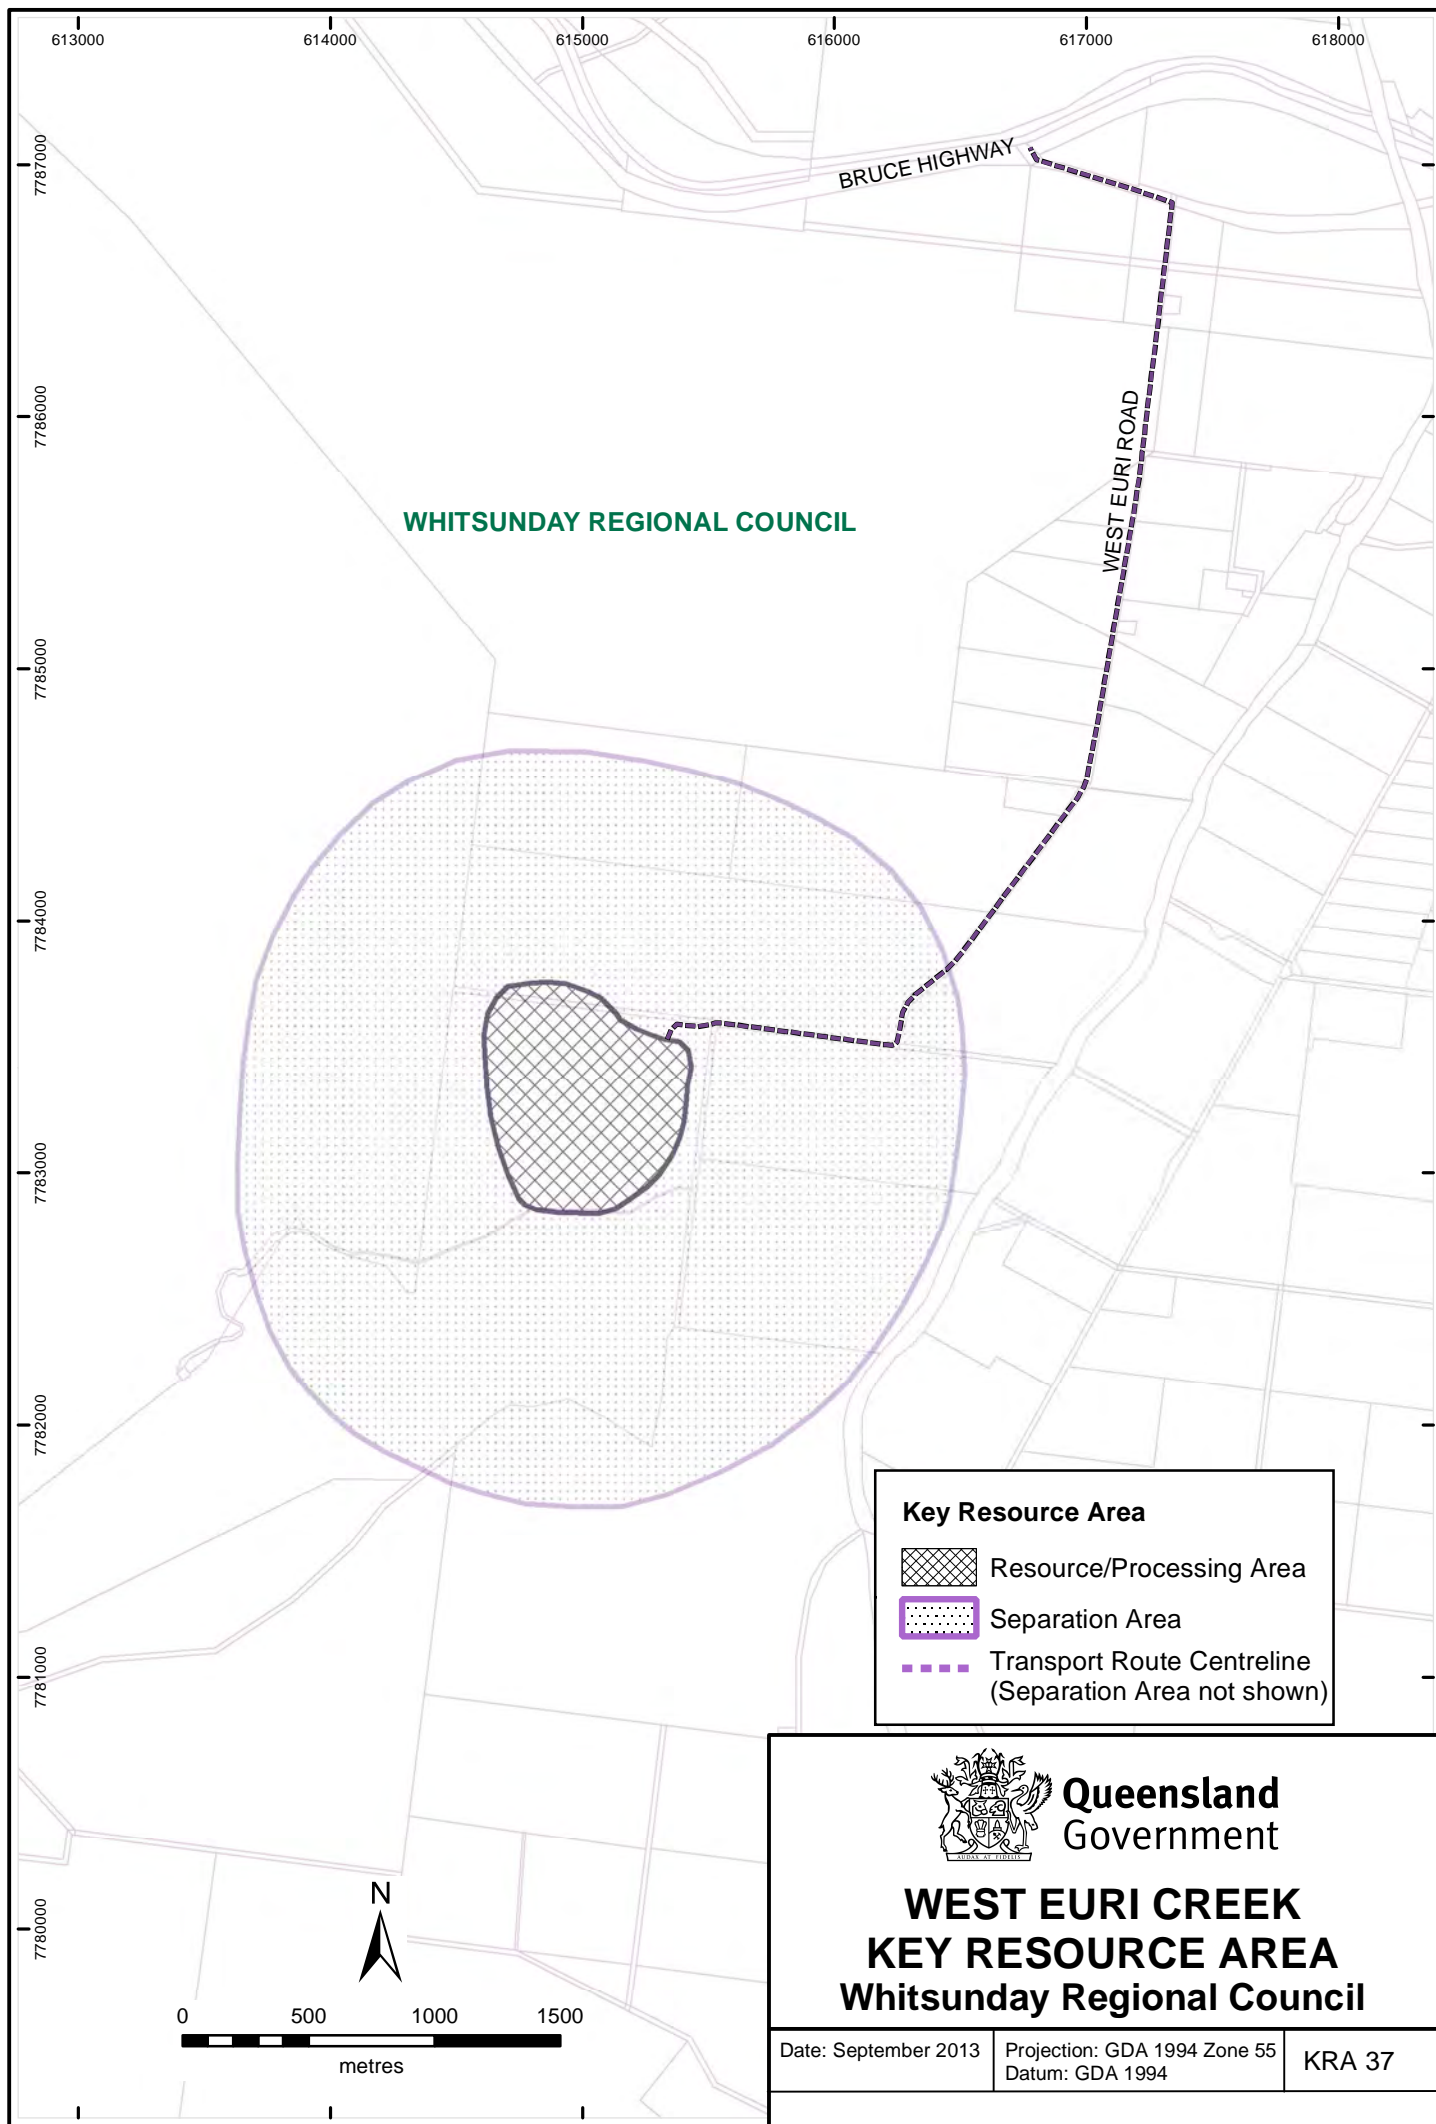 613000
614000
615000
616000
617000
618000
7787000
7786000
7785000
7784000
7783000
7782000
7781000
7780000
BRUCE HIGHWAY
WEST EURI ROAD
WHITSUNDAY REGIONAL COUNCIL
Key Resource Area
Resource/Processing Area
Separation Area
Transport Route Centreline
(Separation Area not shown)
N
0 500 1000 1500
metres
AUDAX AT FIDELIS
Queensland
Government
WEST EURI CREEK
KEY RESOURCE AREA
Whitsunday Regional Council
Date: September 2013
Projection: GDA 1994 Zone 55
Datum: GDA 1994
KRA 37